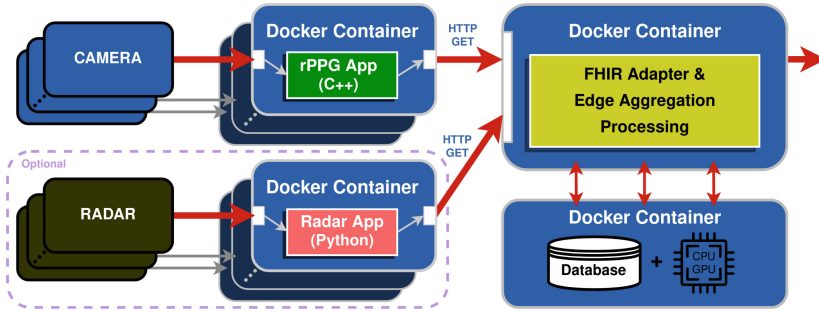 CAMERA
Docker Container
rPPG App
(C++)
HTTP
GET
Docker Container
FHIR Adapter &
Edge Aggregation
Processing
Optional
RADAR
Docker Container
Radar App
(Python)
HTTP
GET
Docker Container
Database
+
CPU
GPU